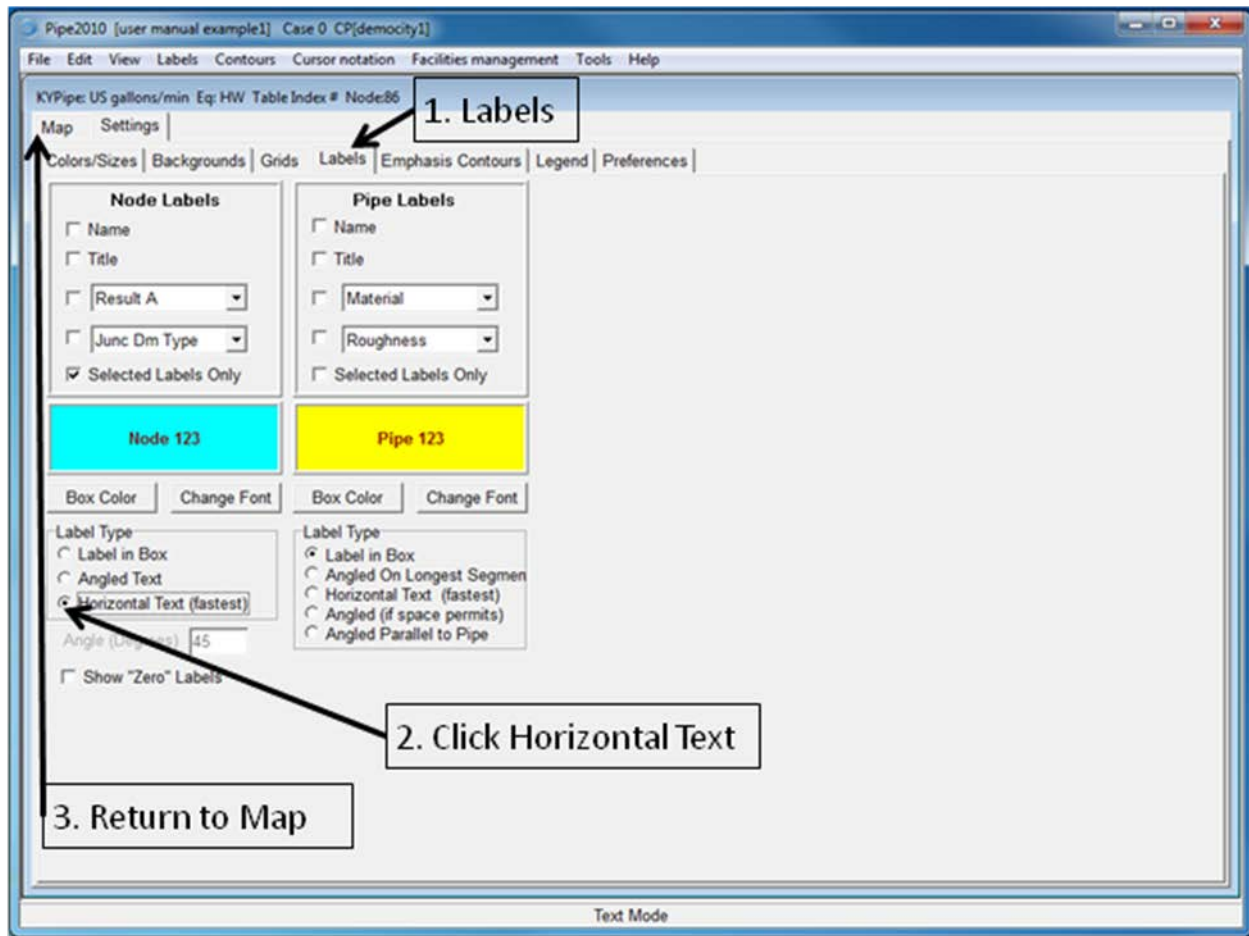 Pipe2010 [user manual example1] Case 0 CP[democity1]
File Edit View Labels Contours Cursor notation Facilities management Tools Help
KYPipe: US gallons/min Eq: HW Table Index # Node:86
1. Labels
Map Settings
Colors/Sizes Backgrounds Grids Labels Emphasis Contours Legend Preferences
Node Labels
Name
Title
Result A
Junc Dm Type
Selected Labels Only
Node 123
Box Color Change Font
Label Type
Label in Box
Angled Text
Horizontal Text (fastest)
Angle (Degrees) 45
Show "Zero" Labels
Pipe Labels
Name
Title
Material
Roughness
Selected Labels Only
Pipe 123
Box Color Change Font
Label Type
Label in Box
Angled On Longest Segmen
Horizontal Text (fastest)
Angled (if space permits)
Angled Parallel to Pipe
2. Click Horizontal Text
3. Return to Map
Text Mode